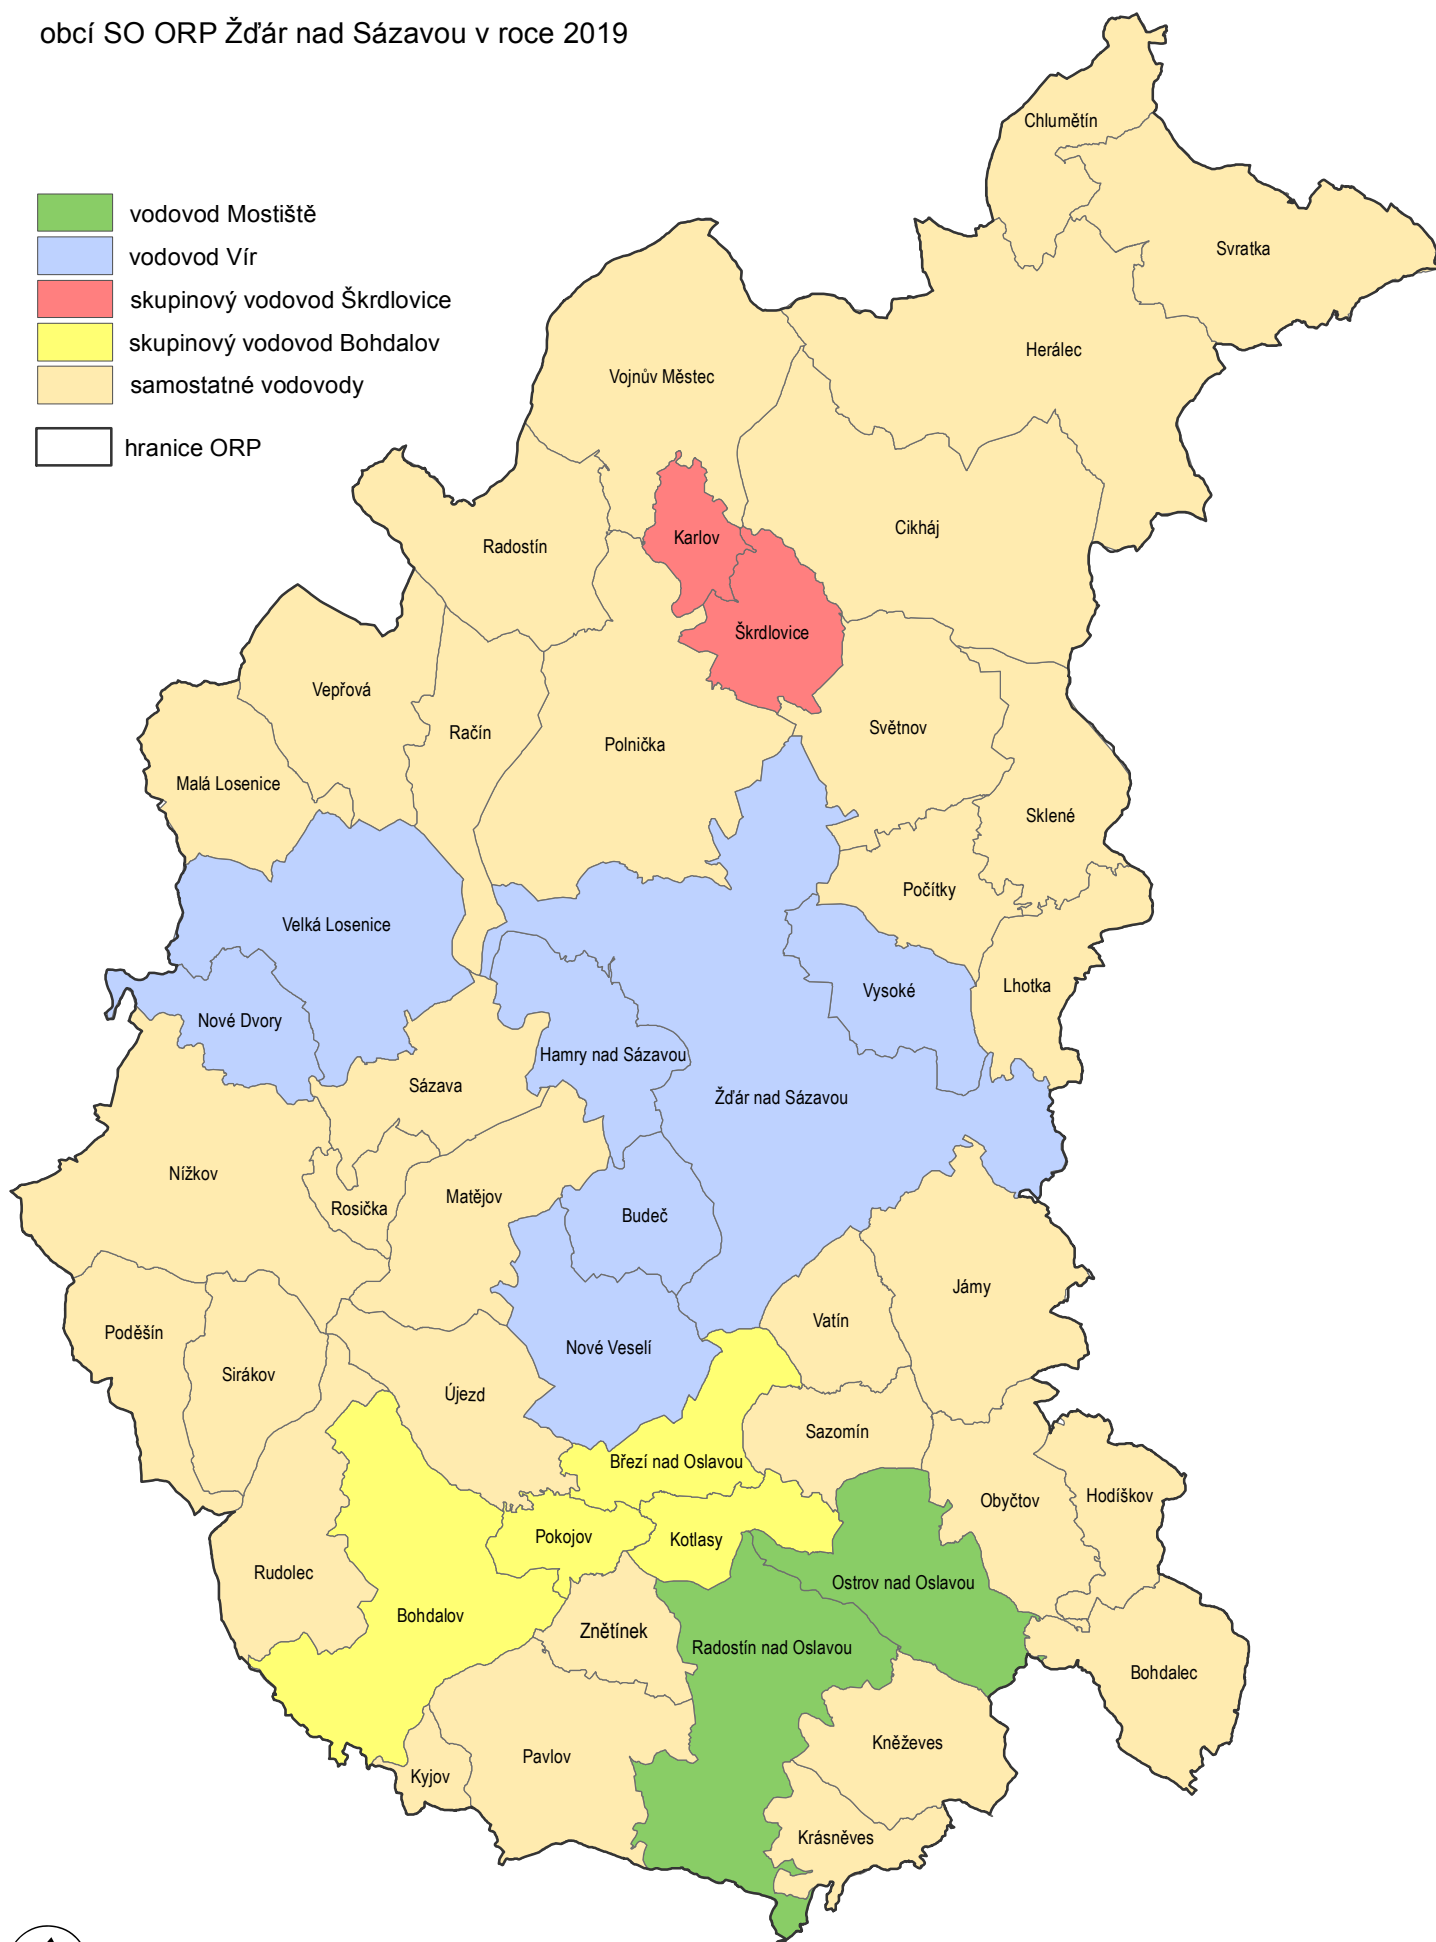 obcí SO ORP Žďár nad Sázavou v roce 2019
vodovod Mostiště
vodovod Vír
skupinový vodovod Škrdlovice
skupinový vodovod Bohdalov
samostatné vodovody
hranice ORP
Chlumětín
Svratka
Herálec
Vojnův Městec
Cikháj
Karlov
Radostín
Škrdlovice
Vepřová
Světnov
Račín
Polnička
Malá Losenice
Sklené
Počítky
Velká Losenice
Lhotka
Vysoké
Nové Dvory
Hamry nad Sázavou
Sázava
Žďár nad Sázavou
Nížkov
Matějov
Rosička
Budeč
Jámy
Vatín
Poděšín
Nové Veselí
Sirákov
Újezd
Sazomín
Březí nad Oslavou
Hodíškov
Obyčtov
Pokojov
Kotlasy
Rudolec
Ostrov nad Oslavou
Bohdalov
Znětínek
Radostín nad Oslavou
Bohdalec
Kněževes
Pavlov
Kyjov
Krásněves